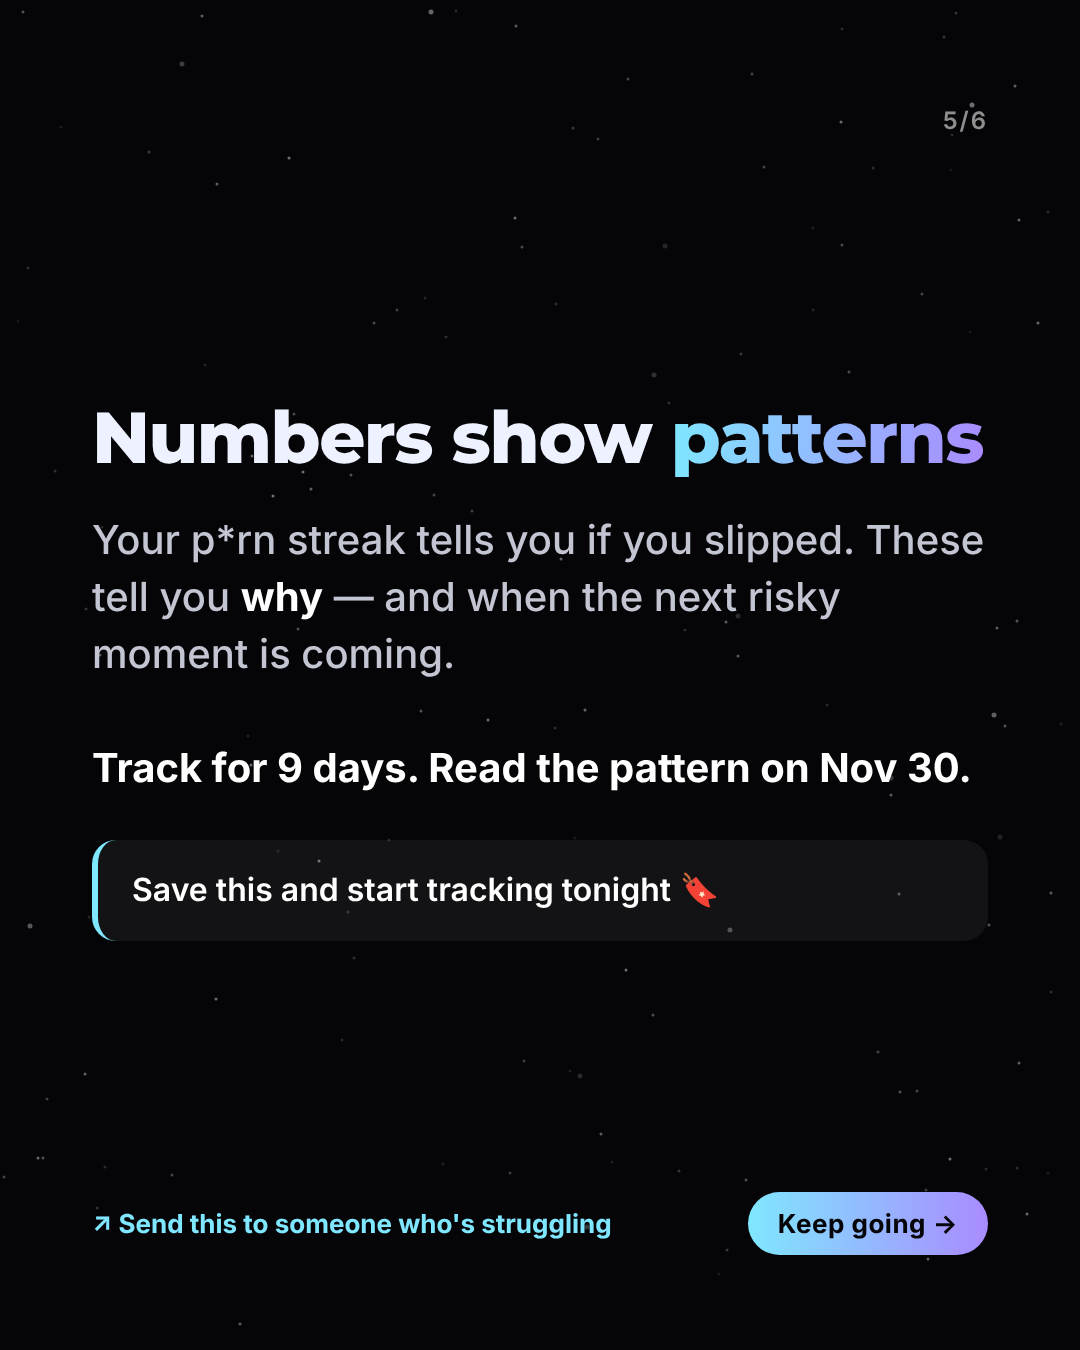 5/6
Numbers show patterns
Your p*rn streak tells you if you slipped. These
tell you why — and when the next risky
moment is coming.
Track for 9 days. Read the pattern on Nov 30.
Save this and start tracking tonight 🔖
↗ Send this to someone who's struggling
Keep going →